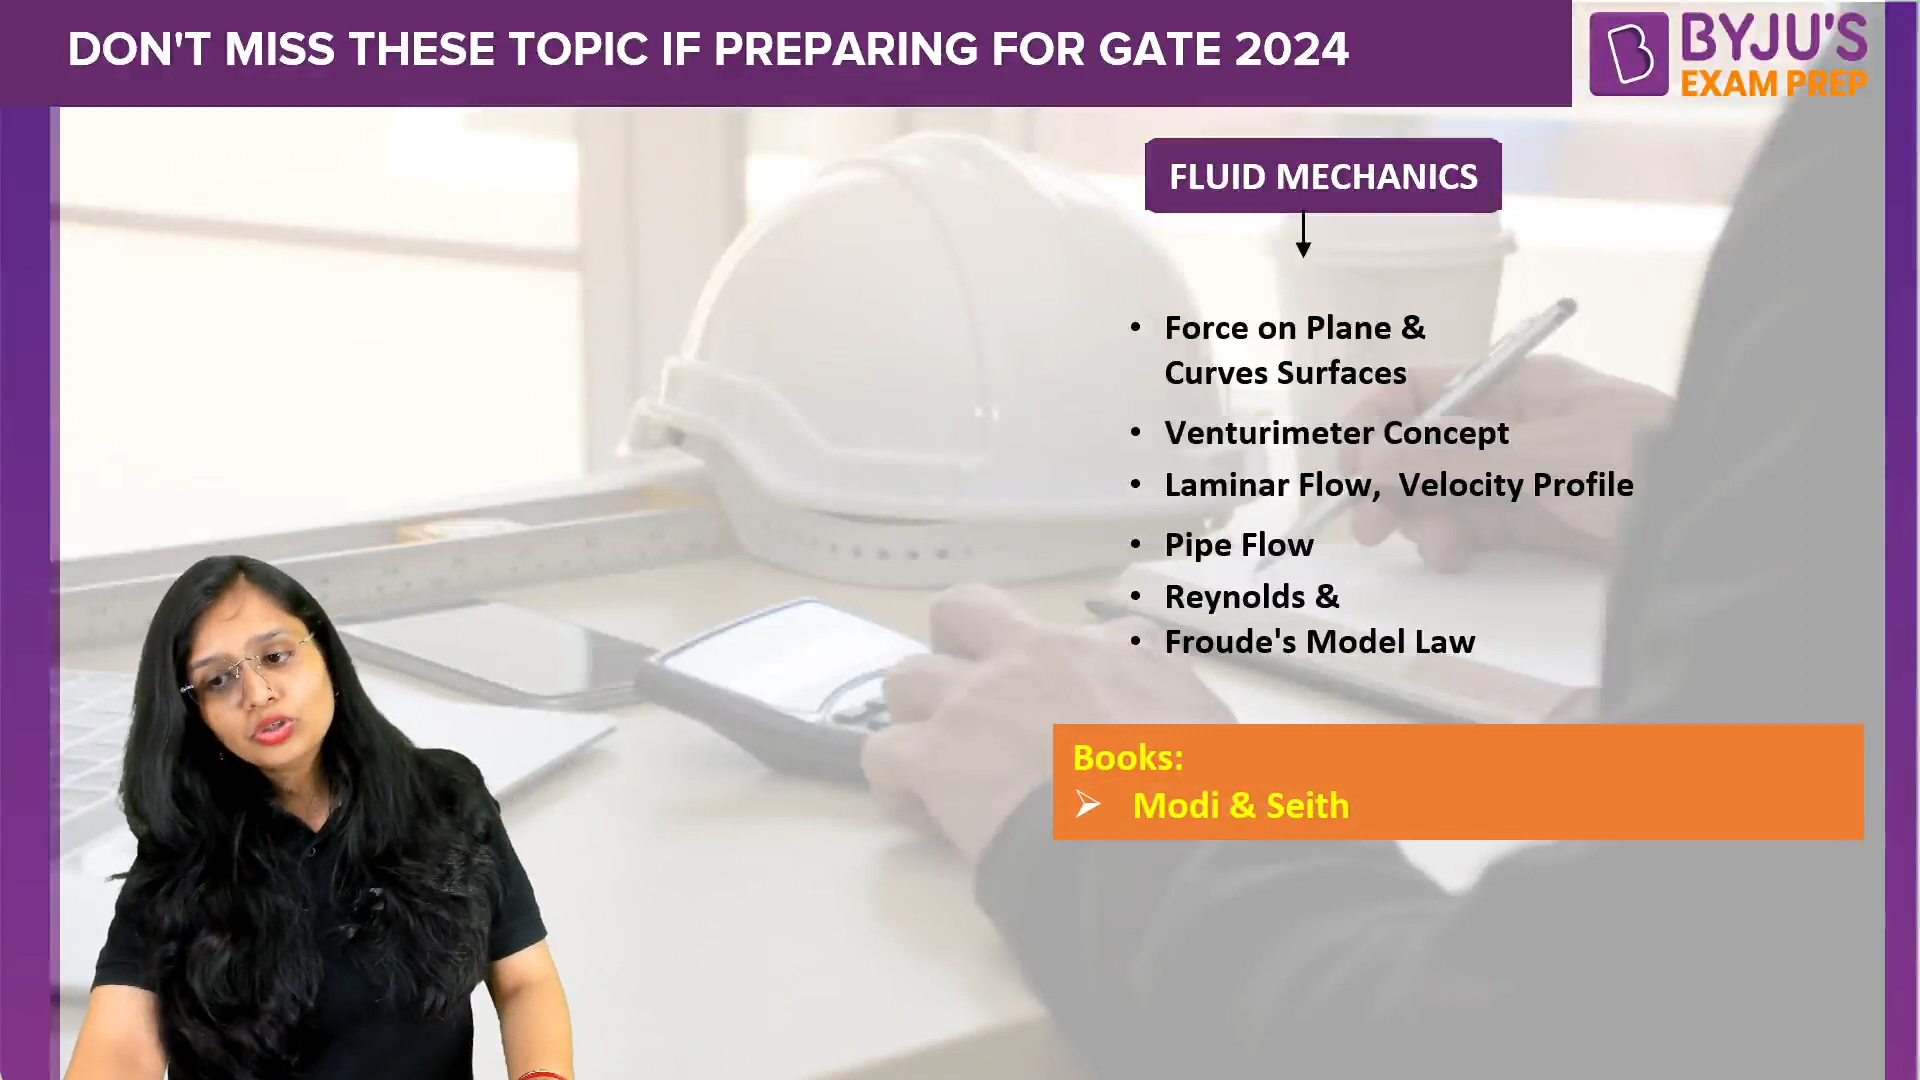 DON'T MISS THESE TOPIC IF PREPARING FOR GATE 2024
BYJU'S
EXAM PREP
FLUID MECHANICS
• Force on Plane &
Curves Surfaces
• Venturimeter Concept
• Laminar Flow, Velocity Profile
• Pipe Flow
• Reynolds &
• Froude's Model Law
Books:
➢ Modi & Seith